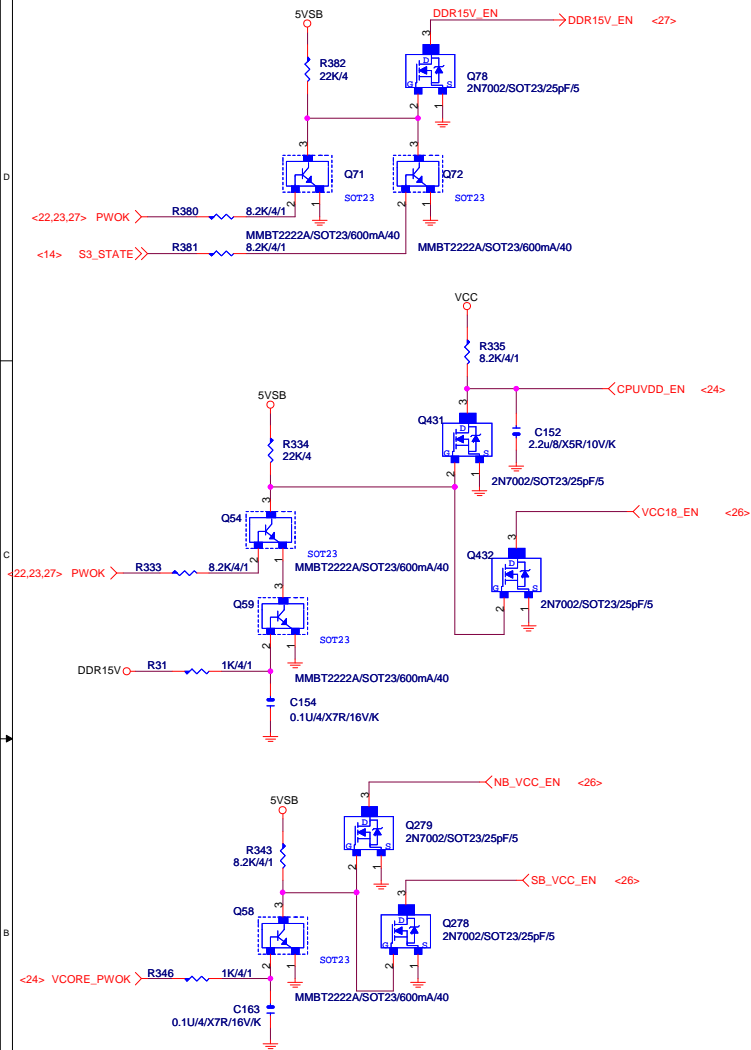 5VSB
DDR15V_EN
DDR15V_EN <27>
3
R382
22K/4
D
G S
Q78
2N7002/SOT23/25pF/5
2 1
3 3
D
Q71
Q72
SOT23
SOT23
2 1 2 1
<22,23,27> PWOK
R380 8.2K/4/1
MMBT2222A/SOT23/600mA/40
MMBT2222A/SOT23/600mA/40
<14> S3_STATE
R381 8.2K/4/1
VCC
R335
8.2K/4/1
CPUVDD_EN <24>
5VSB
3
Q431
D
G S
C152
2.2u/8/X5R/10V/K
R334
22K/4
2 1
2N7002/SOT23/25pF/5
3
VCC18_EN <26>
Q54
3
SOT23
C
2 1
Q432
D
G S
<22,23,27> PWOK
R333 8.2K/4/1
MMBT2222A/SOT23/600mA/40
3
2 1
2N7002/SOT23/25pF/5
Q59
SOT23
2 1
DDR15V
R31 1K/4/1
MMBT2222A/SOT23/600mA/40
C154
0.1U/4/X7R/16V/K
NB_VCC_EN <26>
5VSB
3
Q279
2N7002/SOT23/25pF/5
D
G S
R343
8.2K/4/1
2 1
SB_VCC_EN <26>
3
3
Q58
D
G S
Q278
2N7002/SOT23/25pF/5
B
SOT23
2 1
2 1
<24> VCORE_PWOK
R346 1K/4/1
MMBT2222A/SOT23/600mA/40
C163
0.1U/4/X7R/16V/K